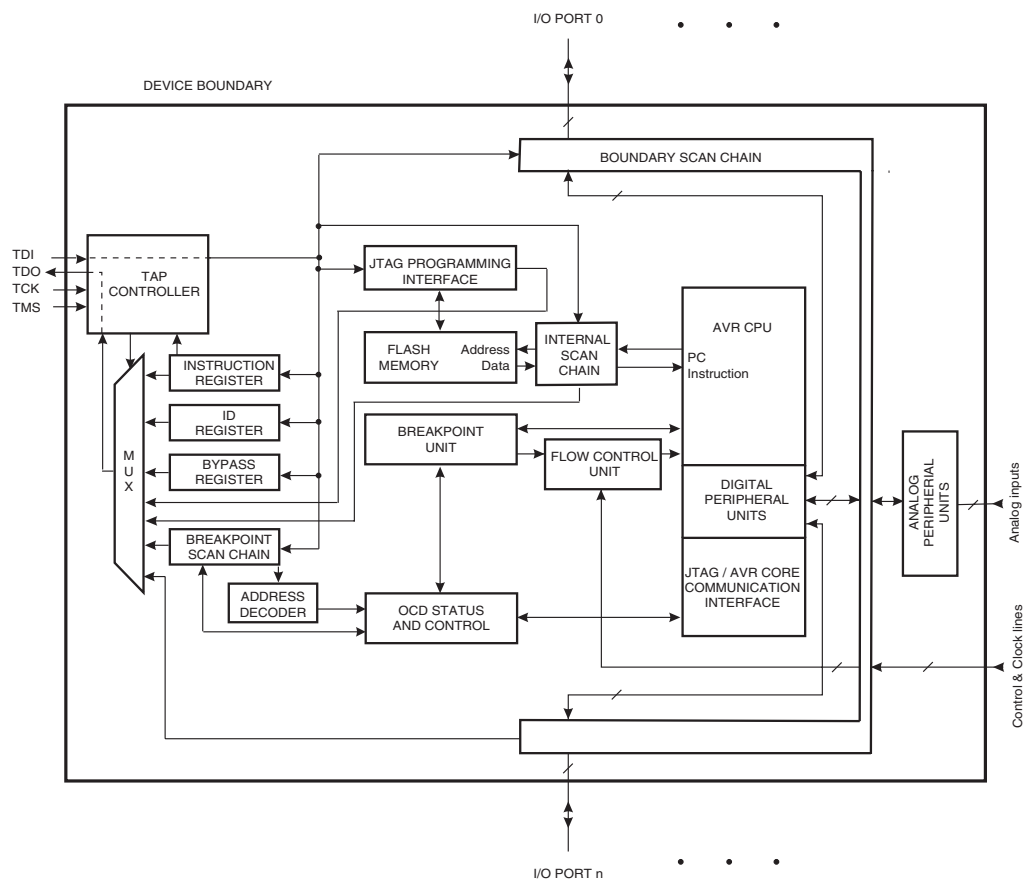 I/O PORT 0
DEVICE BOUNDARY
BOUNDARY SCAN CHAIN
TDI
TDO
TCK
TMS
TAP
CONTROLLER
JTAG PROGRAMMING
INTERFACE
AVR CPU
FLASH
MEMORY
Address
Data
INTERNAL
SCAN
CHAIN
PC
Instruction
INSTRUCTION
REGISTER
ID
REGISTER
M
U
X
BYPASS
REGISTER
BREAKPOINT
UNIT
FLOW CONTROL
UNIT
DIGITAL
PERIPHERAL
UNITS
ANALOG
PERIPHERIAL
UNITS
Analog inputs
BREAKPOINT
SCAN CHAIN
ADDRESS
DECODER
OCD STATUS
AND CONTROL
JTAG / AVR CORE
COMMUNICATION
INTERFACE
Control & Clock lines
I/O PORT n